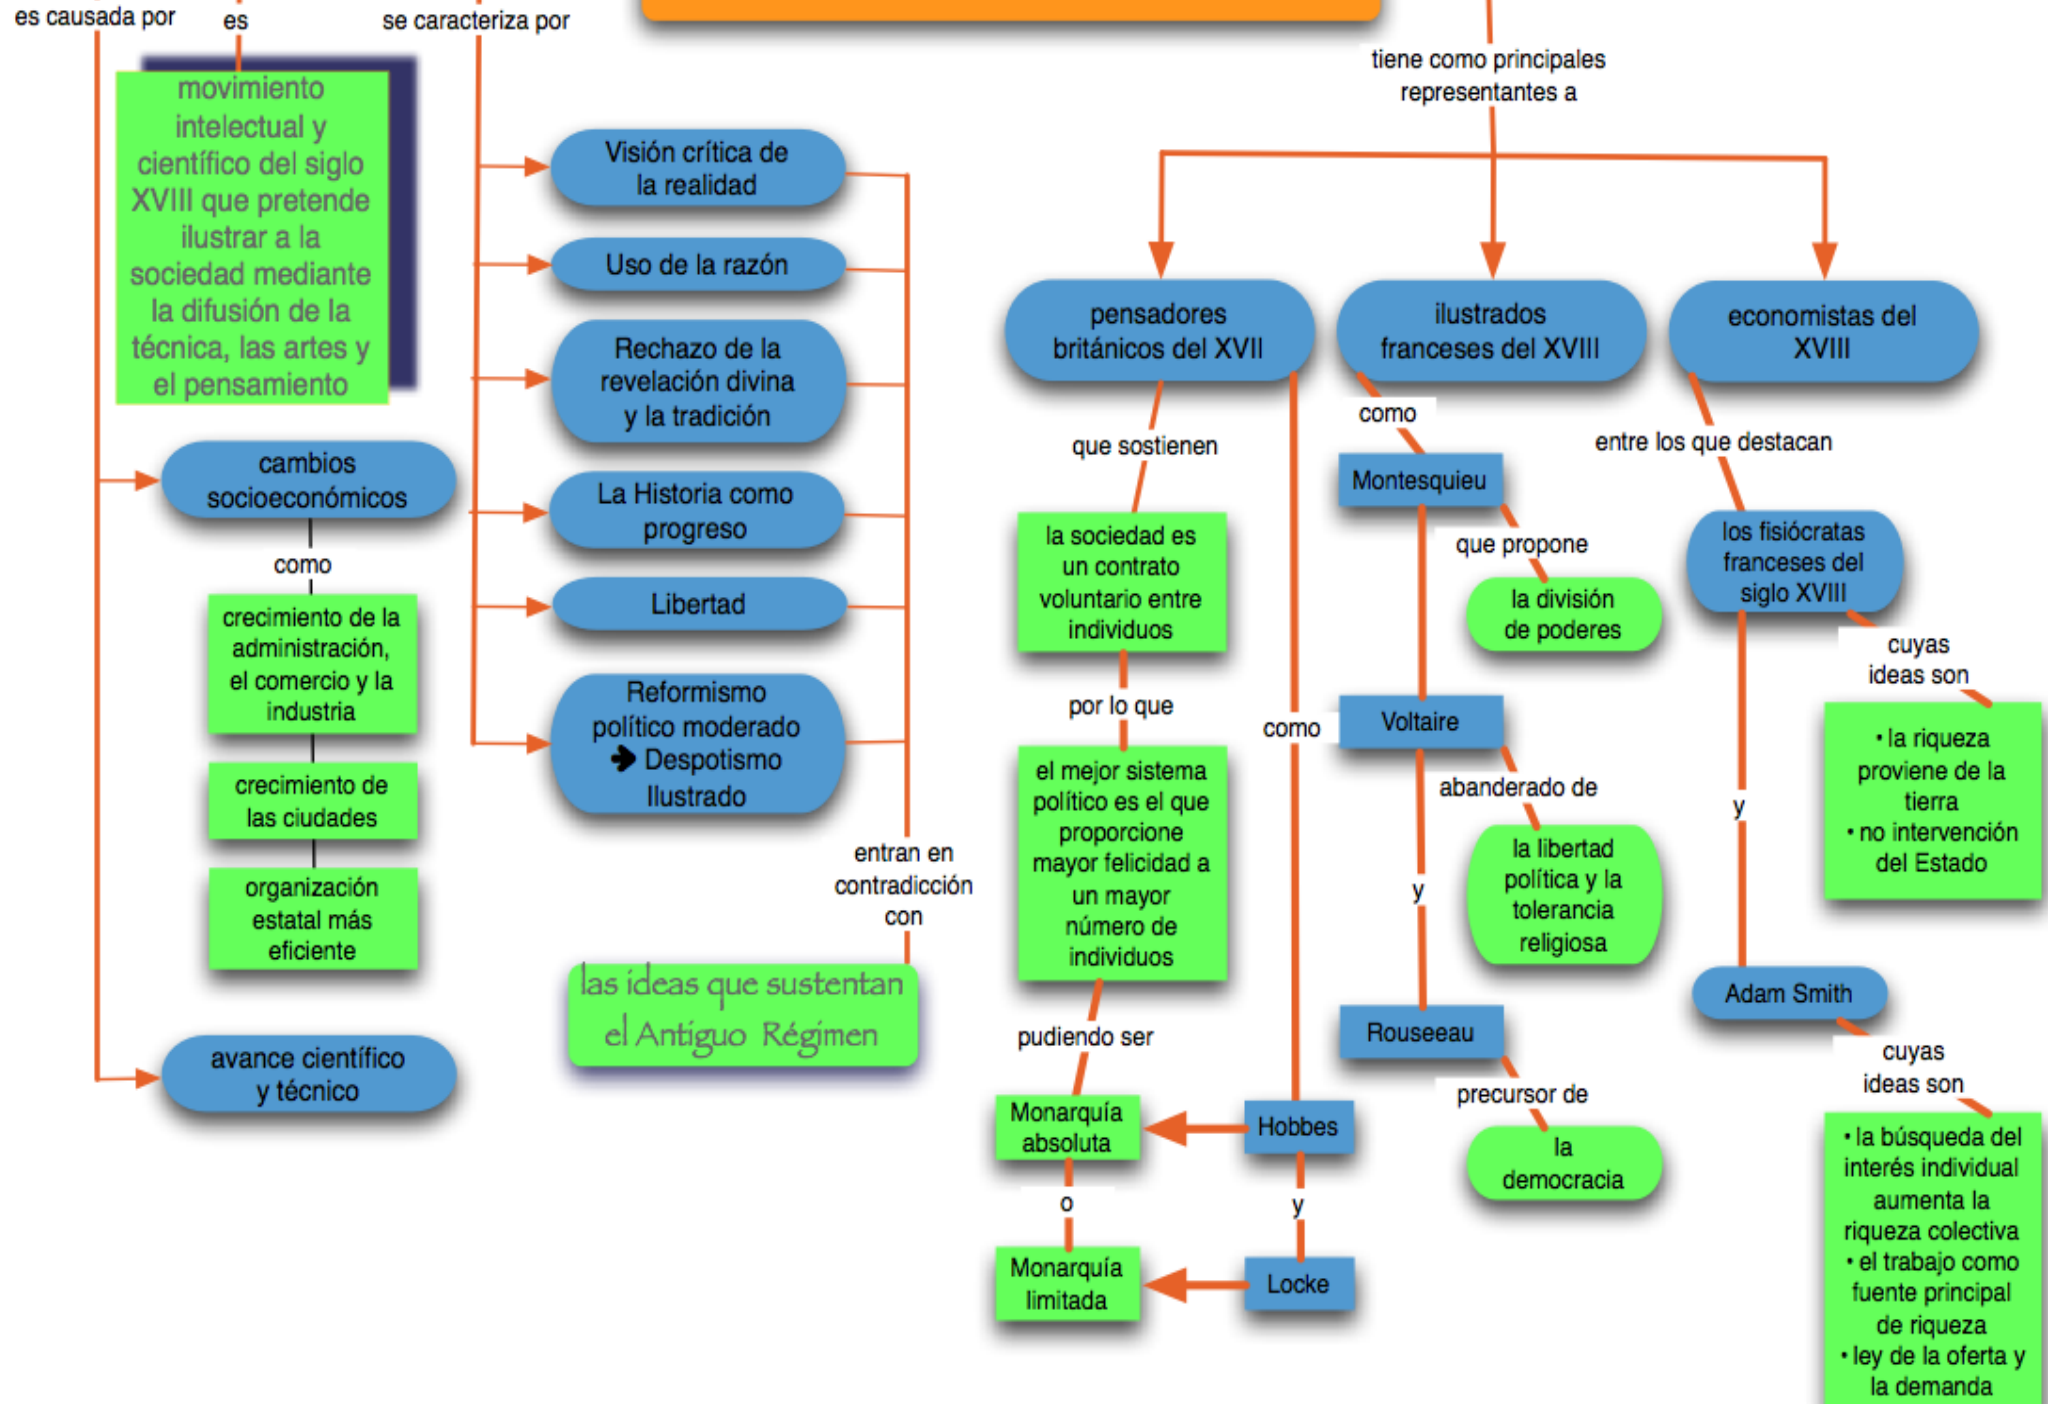 es causada por
es
se caracteriza por
tiene como principales
representantes a
movimiento
intelectual y
científico del siglo
XVIII que pretende
ilustrar a la
sociedad mediante
la difusión de la
técnica, las artes y
el pensamiento
cambios
socioeconómicos
como
crecimiento de la
administración,
el comercio y la
industria
crecimiento de
las ciudades
organización
estatal más
eficiente
avance científico
y técnico
Visión crítica de
la realidad
Uso de la razón
Rechazo de la
revelación divina
y la tradición
La Historia como
progreso
Libertad
Reformismo
político moderado
➔ Despotismo
Ilustrado
entran en
contradicción
con
las ideas que sustentan
el Antiguo Régimen
pensadores
británicos del XVII
que sostienen
la sociedad es
un contrato
voluntario entre
individuos
por lo que
el mejor sistema
político es el que
proporcione
mayor felicidad a
un mayor
número de
individuos
pudiendo ser
Monarquía
absoluta
o
Monarquía
limitada
como
Hobbes
y
Locke
ilustrados
franceses del XVIII
como
Montesquieu
que propone
la división
de poderes
Voltaire
abanderado de
la libertad
política y la
tolerancia
religiosa
y
Rouseeau
precursor de
la
democracia
economistas del
XVIII
entre los que destacan
los fisiócratas
franceses del
siglo XVIII
cuyas
ideas son
• la riqueza
proviene de la
tierra
• no intervención
del Estado
y
Adam Smith
cuyas
ideas son
• la búsqueda del
interés individual
aumenta la
riqueza colectiva
• el trabajo como
fuente principal
de riqueza
• ley de la oferta y
la demanda